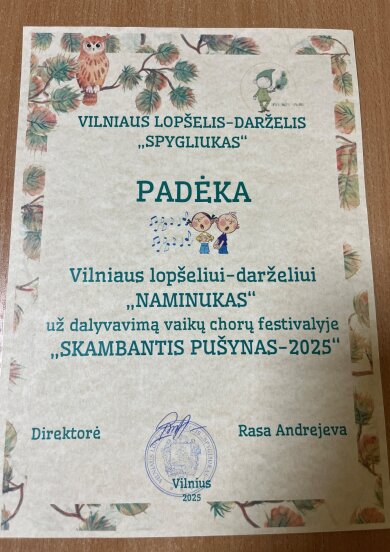 VILNIAUS LOPŠELIS-DARŽELIS
„SPYGLIUKAS“
PADĖKA
Vilniaus lopšeliui-darželiui
„NAMINUKAS“
už dalyvavimą vaikų chorų festivalyje
„SKAMBANTIS PUŠYNAS-2025“
Direktorė
Rasa Andrejeva
Vilnius
2025